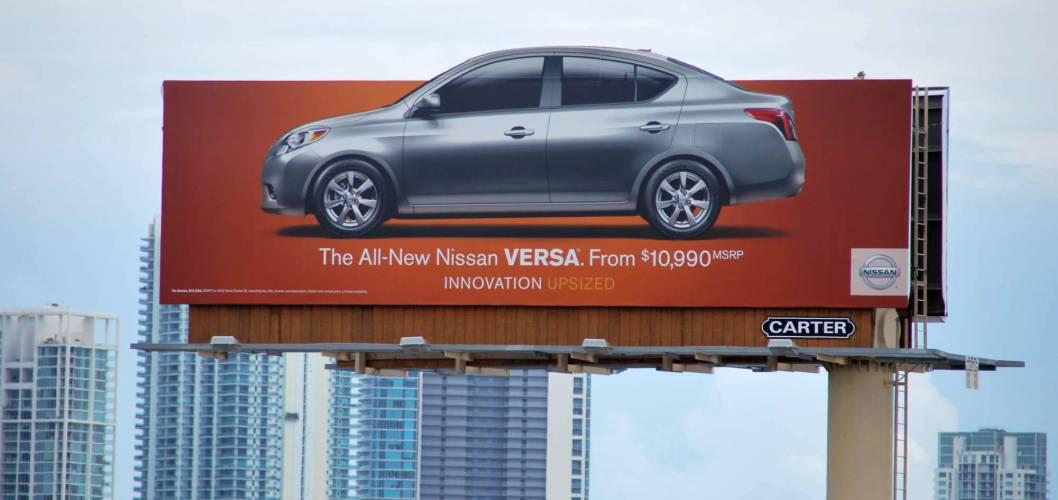 The All-New Nissan VERSA®. From $10,990 MSRP
INNOVATION UPSIZED
NISSAN
CARTER